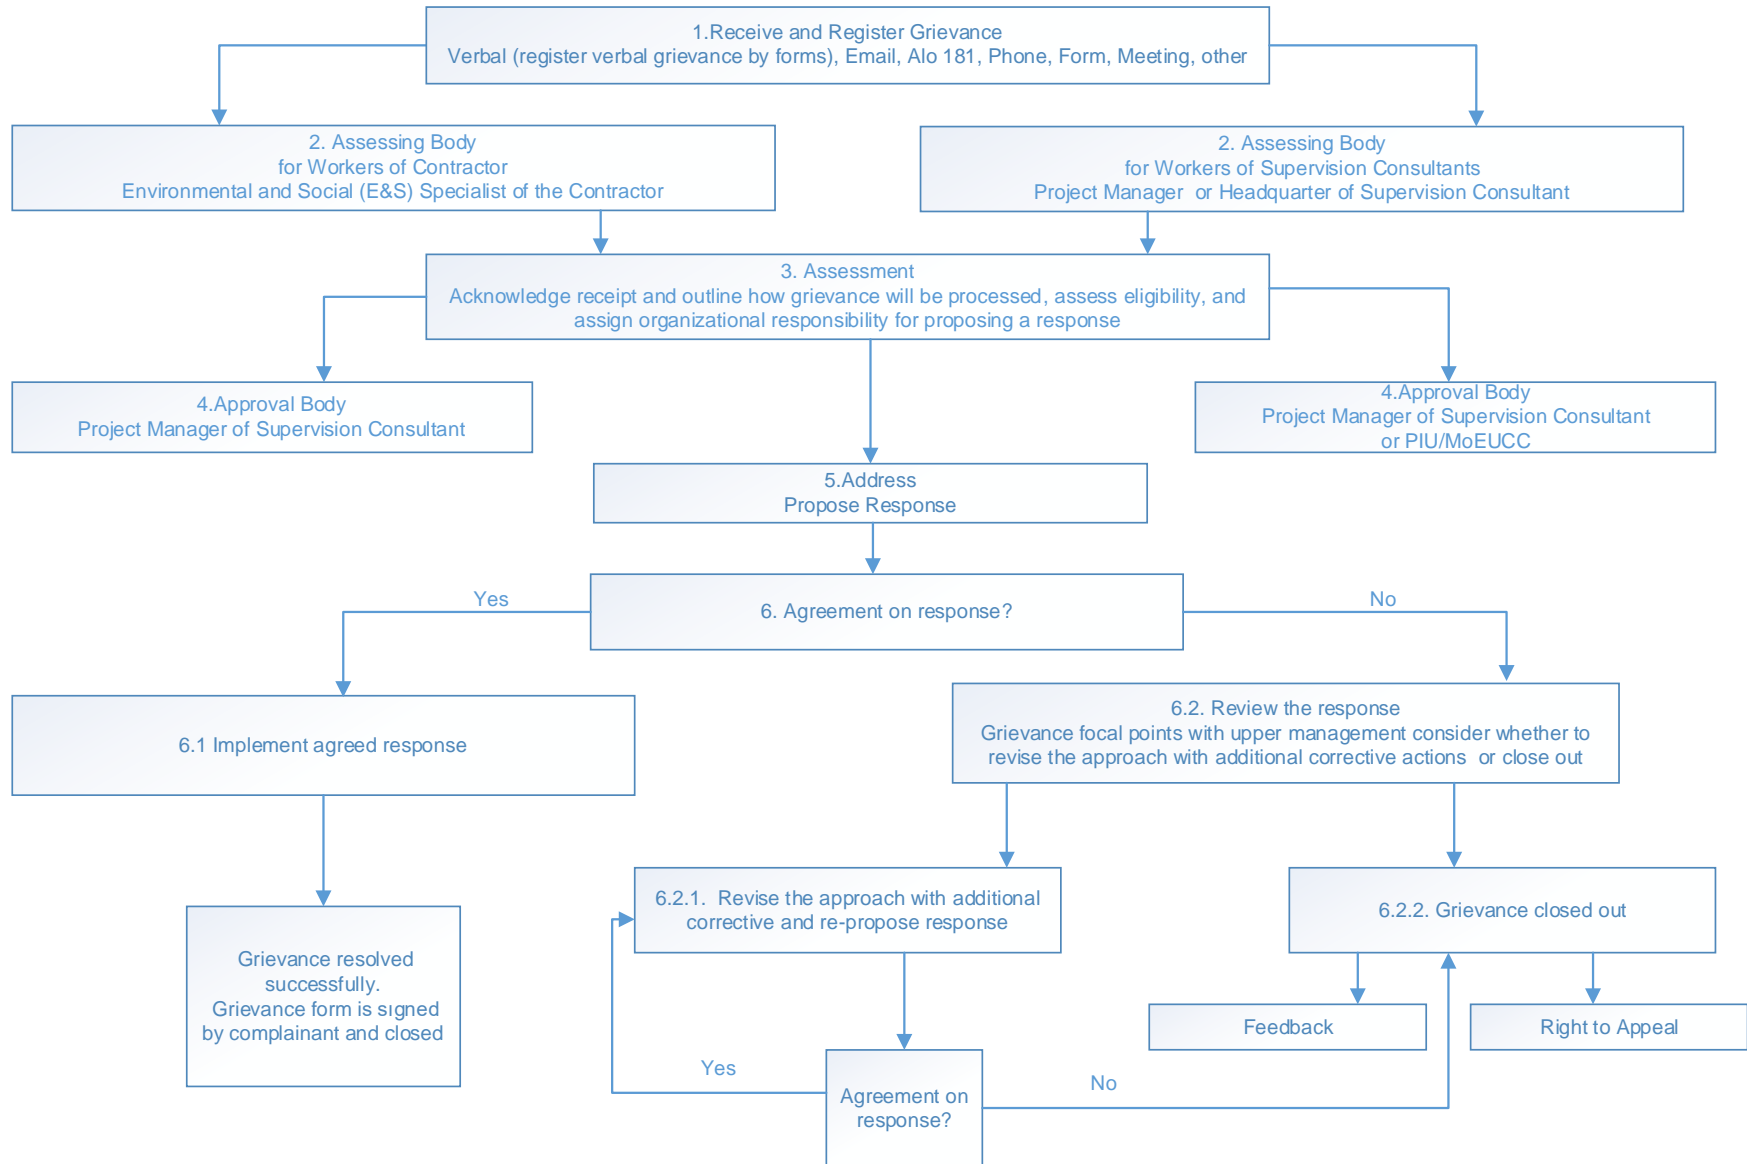 1.Receive and Register Grievance
Verbal (register verbal grievance by forms), Email, Alo 181, Phone, Form, Meeting, other
2. Assessing Body
for Workers of Contractor
Environmental and Social (E&S) Specialist of the Contractor
2. Assessing Body
for Workers of Supervision Consultants
Project Manager or Headquarter of Supervision Consultant
3. Assessment
Acknowledge receipt and outline how grievance will be processed, assess eligibility, and
assign organizational responsibility for proposing a response
4.Approval Body
Project Manager of Supervision Consultant
4.Approval Body
Project Manager of Supervision Consultant
or PIU/MoEUCC
5.Address
Propose Response
Yes
6. Agreement on response?
No
6.1 Implement agreed response
6.2. Review the response
Grievance focal points with upper management consider whether to
revise the approach with additional corrective actions or close out
6.2.1. Revise the approach with additional
corrective and re-propose response
6.2.2. Grievance closed out
Grievance resolved
successfully.
Grievance form is sıgned
by complainant and closed
Feedback
Right to Appeal
Yes
Agreement on
response?
No